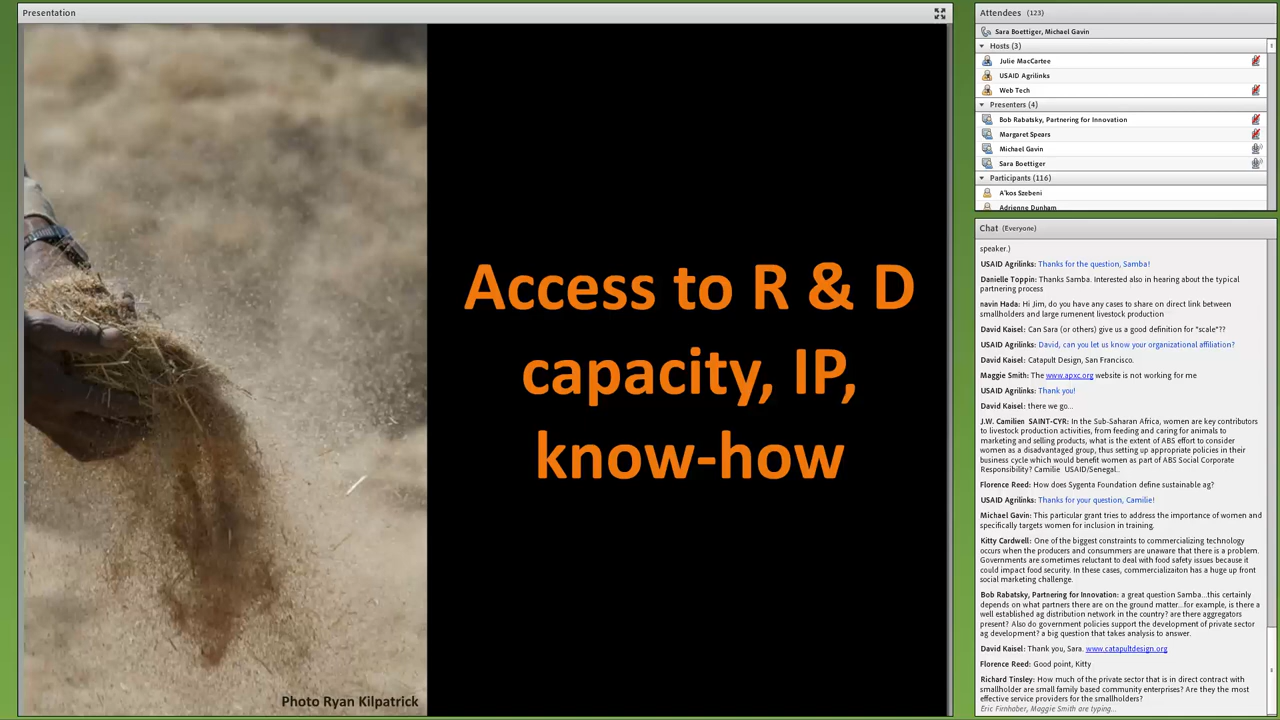 Presentation
Access to R & D
capacity, IP,
know-how
Photo Ryan Kilpatrick
Attendees (123)
Sara Boettiger, Michael Gavin
Hosts (3)
Julie MacCartee
USAID Agrilinks
Web Tech
Presenters (4)
Bob Rabatsky, Partnering for Innovation
Margaret Spears
Michael Gavin
Sara Boettiger
Participants (116)
A'kos Szebeni
Adrienne Dunham
Chat (Everyone)
speaker.)
USAID Agrilinks: Thanks for the question, Samba!
Danielle Toppin: Thanks Samba. Interested also in hearing about the typical
partnering process
navin Hada: Hi Jim, do you have any cases to share on direct link between
smallholders and large rumenent livestock production
David Kaisel: Can Sara (or others) give us a good definition for "scale"??
USAID Agrilinks: David, can you let us know your organizational affiliation?
David Kaisel: Catapult Design, San Francisco.
Maggie Smith: The www.apxc.org website is not working for me
USAID Agrilinks: Thank you!
David Kaisel: there we go...
J.W. Camilien SAINT-CYR: In the Sub-Saharan Africa, women are key contributors
to livestock production activities, from feeding and caring for animals to
marketing and selling products, what is the extent of ABS effort to consider
women as a disadvantaged group, thus setting up appropriate policies in their
business cycle which would benefit women as part of ABS Social Corporate
Responsibility? Camilie USAID/Senegal..
Florence Reed: How does Sygenta Foundation define sustainable ag?
USAID Agrilinks: Thanks for your question, Camilie!
Michael Gavin: This particular grant tries to address the importance of women and
specifically targets women for inclusion in training.
Kitty Cardwell: One of the biggest constraints to commercializing technology
occurs when the producers and consummers are unaware that there is a problem.
Governments are sometimes reluctant to deal with food safety issues because it
could impact food security. In these cases, commercializaiton has a huge up front
social marketing challenge.
Bob Rabatsky, Partnering for Innovation: a great question Samba...this certainly
depends on what partners there are on the ground matter...for example, is there a
well established ag distribution network in the country? are there aggregators
present? Also do government policies support the development of private sector
ag development? a big question that takes analysis to answer.
David Kaisel: Thank you, Sara. www.catapultdesign.org
Florence Reed: Good point, Kitty
Richard Tinsley: How much of the private sector that is in direct contract with
smallholder are small family based community enterprises? Are they the most
effective service providers for the smallholders?
Eric Firnhaber, Maggie Smith are typing...